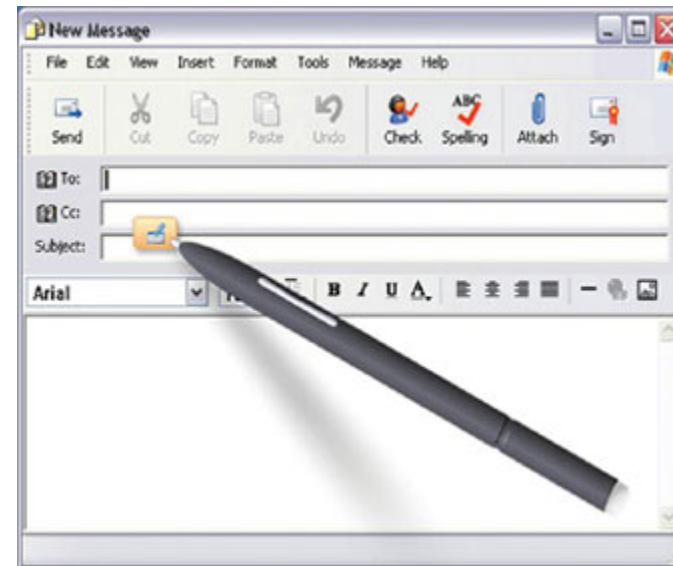 New Message
File Edit View Insert Format Tools Message Help
Send Cut Copy Paste Undo Check ABC Spelling Attach Sign
To:
Cc:
Subject:
Arial B I U A